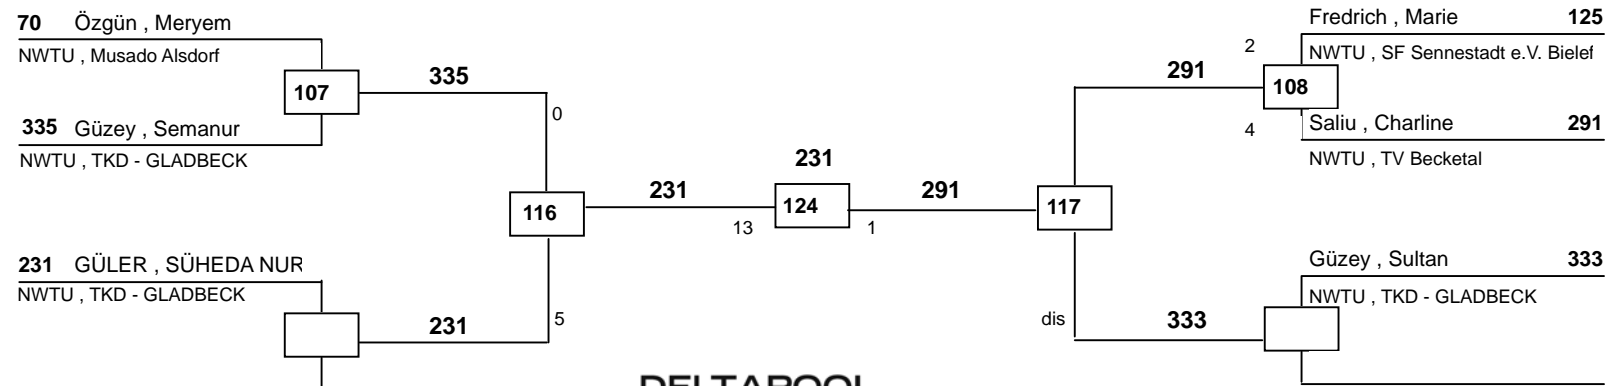 70 Özgün , Meryem
NWTU , Musado Alsdorf
107
335
335 Güzey , Semanur
NWTU , TKD - GLADBECK
0
116
231
231 GÜLER , SÜHEDA NUR
NWTU , TKD - GLADBECK
231
5
231
124
13
1
291
117
291
dis
333
2
4
108
Fredrich , Marie 125
NWTU , SF Sennestadt e.V. Bielef
Saliu , Charline 291
NWTU , TV Becketal
Güzey , Sultan 333
NWTU , TKD - GLADBECK
DELTAPOOL